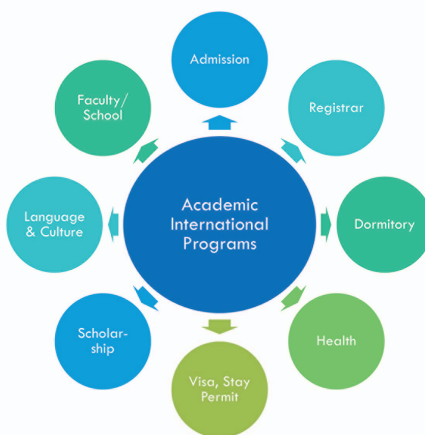 Admission
Registrar
Dormitory
Health
Visa, Stay
Permit
Scholar-
ship
Language
& Culture
Faculty/
School
Academic
International
Programs